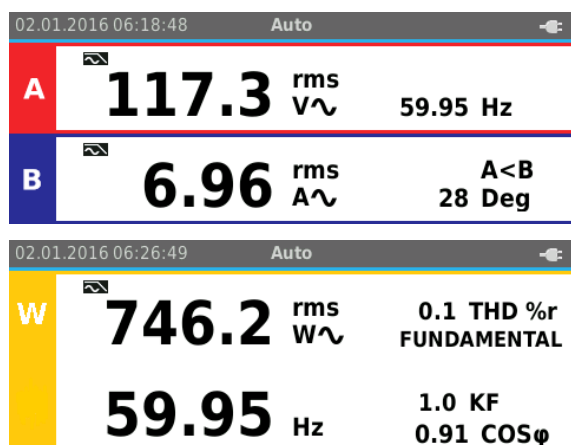 02.01.2016 06:18:48 Auto
A 117.3 rms V∿ 59.95 Hz
B 6.96 rms A∿ A<B 28 Deg
02.01.2016 06:26:49 Auto
W 746.2 rms W∿ 0.1 THD %r FUNDAMENTAL
59.95 Hz 1.0 KF 0.91 COSφ